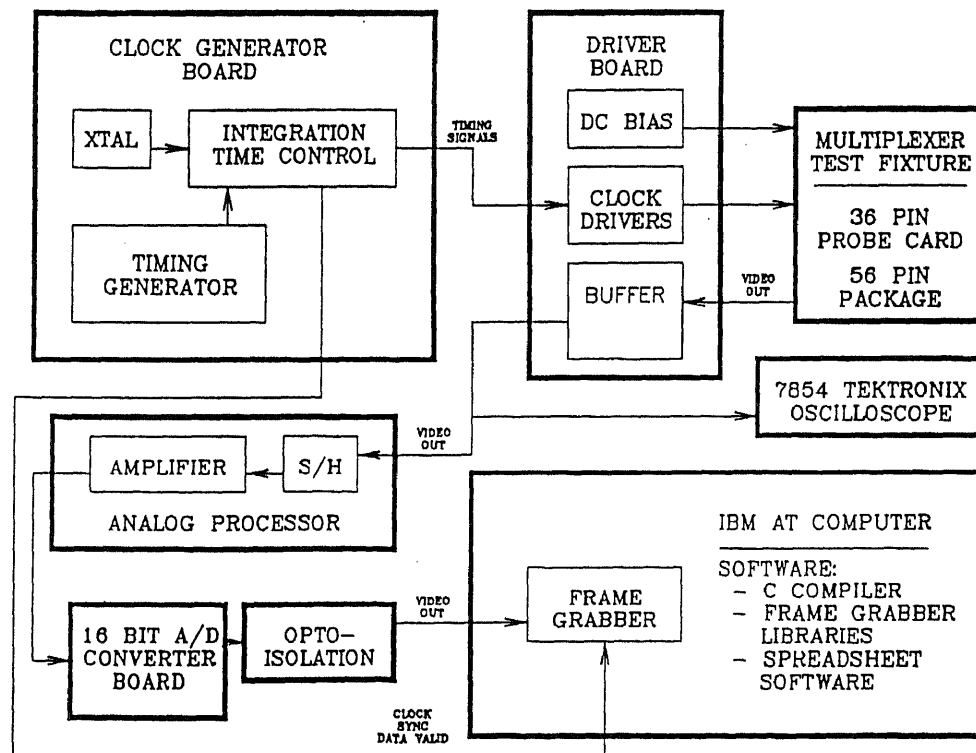 CLOCK GENERATOR
BOARD
XTAL
INTEGRATION
TIME CONTROL
TIMING
GENERATOR
TIMING
SIGNALS
DRIVER
BOARD
DC BIAS
CLOCK
DRIVERS
BUFFER
MULTIPLEXER
TEST FIXTURE
36 PIN
PROBE CARD
56 PIN
PACKAGE
VIDEO
OUT
7854 TEKTRONIX
OSCILLOSCOPE
VIDEO
OUT
AMPLIFIER
S/H
ANALOG PROCESSOR
16 BIT A/D
CONVERTER
BOARD
OPTO-
ISOLATION
VIDEO
OUT
FRAME
GRABBER
IBM AT COMPUTER
SOFTWARE:
- C COMPILER
- FRAME GRABBER
LIBRARIES
- SPREADSHEET
SOFTWARE
CLOCK
SYNC
DATA VALID